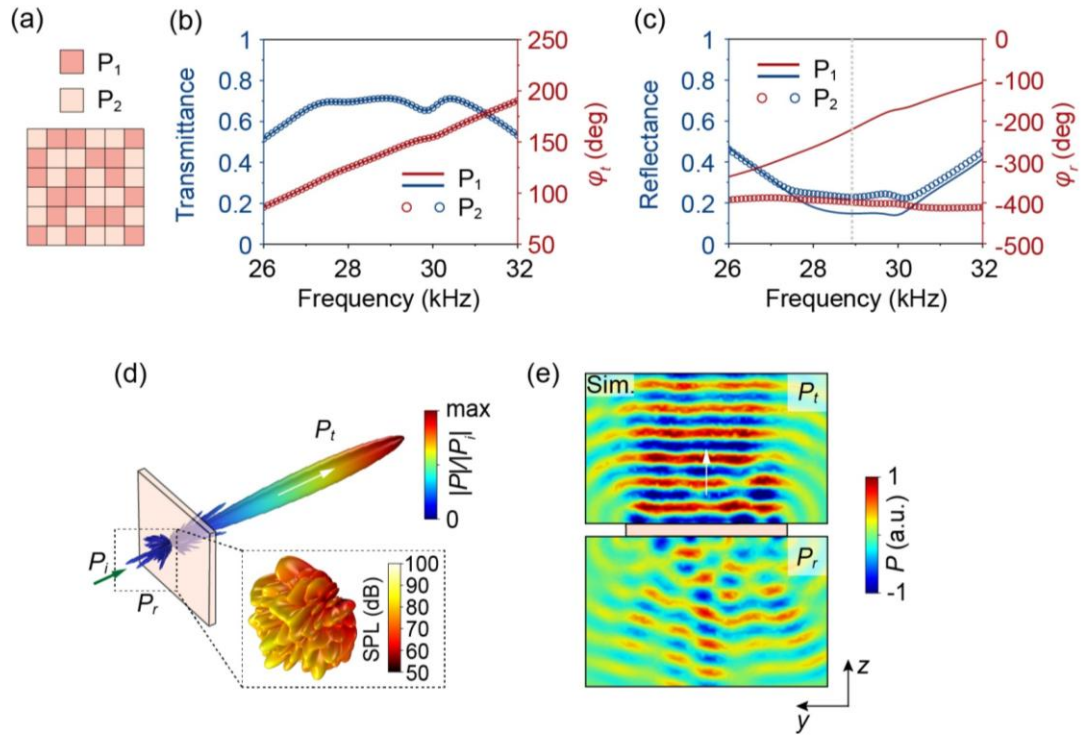 (a)
P1
P2
(b)
Transmittance
1
0.8
0.6
0.4
0.2
0
250
200
150
100
50
φt (deg)
P1
P2
26 28 30 32
Frequency (kHz)
(c)
Reflectance
1
0.8
0.6
0.4
0.2
0
0
-100
-200
-300
-400
-500
φr (deg)
P1
P2
26 28 30 32
Frequency (kHz)
(d)
Pt
Pi
Pr
max
0
|P|/|Pi|
SPL (dB)
100
90
80
70
60
50
(e)
Sim.
Pt
Pr
1
-1
P (a.u.)
z
y